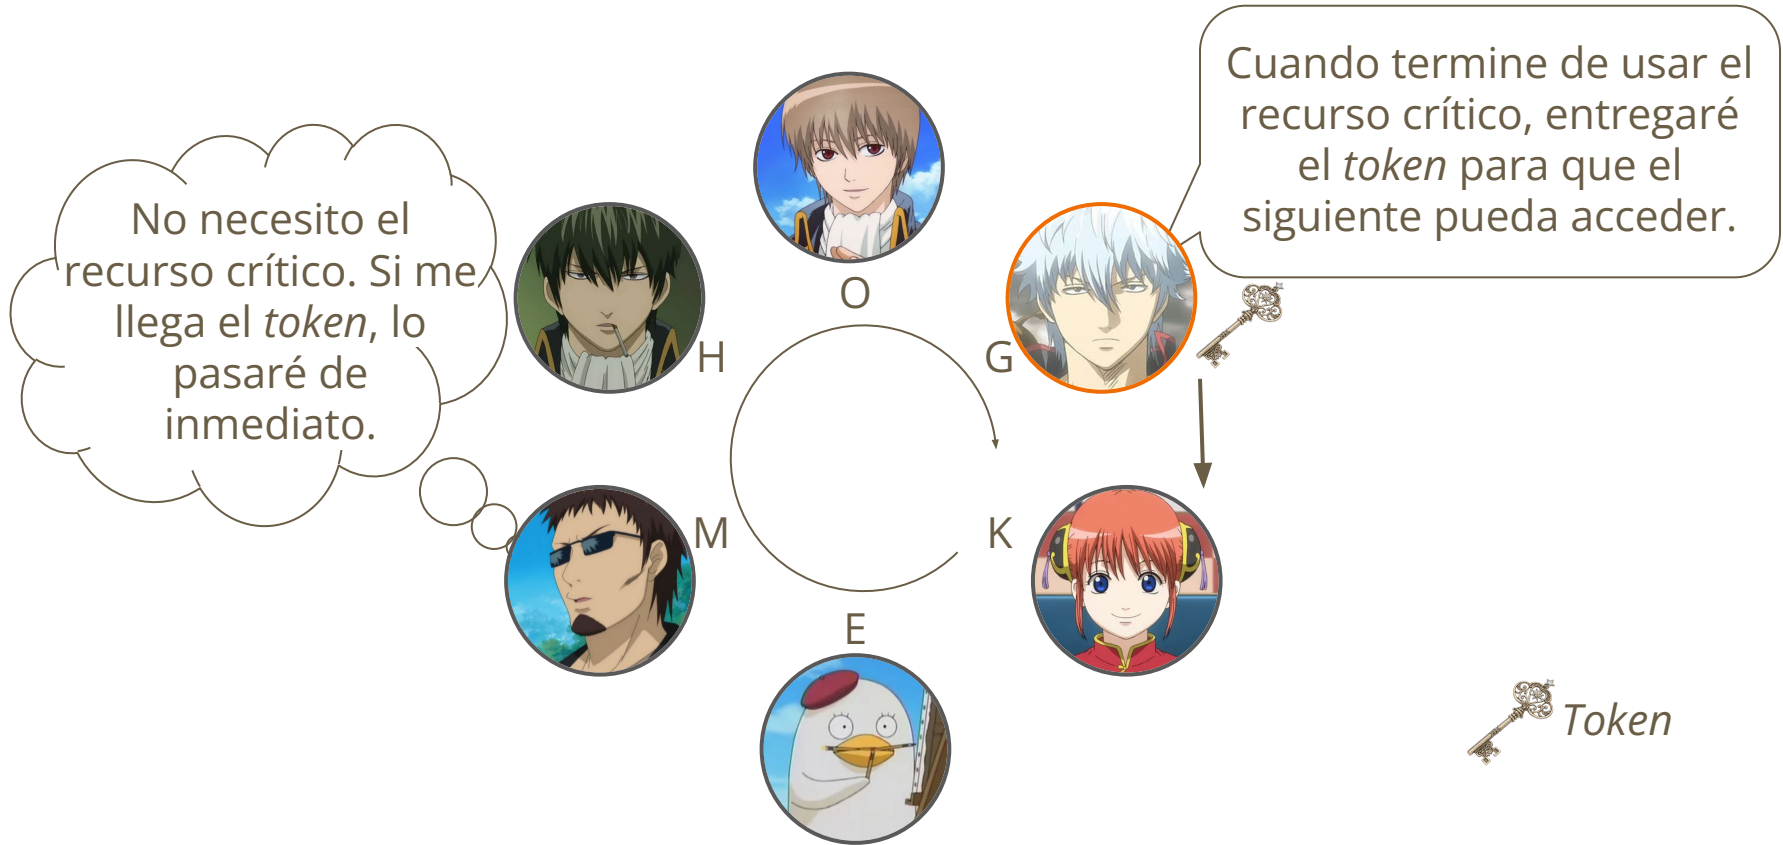 Cuando termine de usar el
recurso crítico, entregaré
el token para que el
siguiente pueda acceder.
No necesito el
recurso crítico. Si me
llega el token, lo
pasaré de
inmediato.
O
H
G
M
K
E
Token